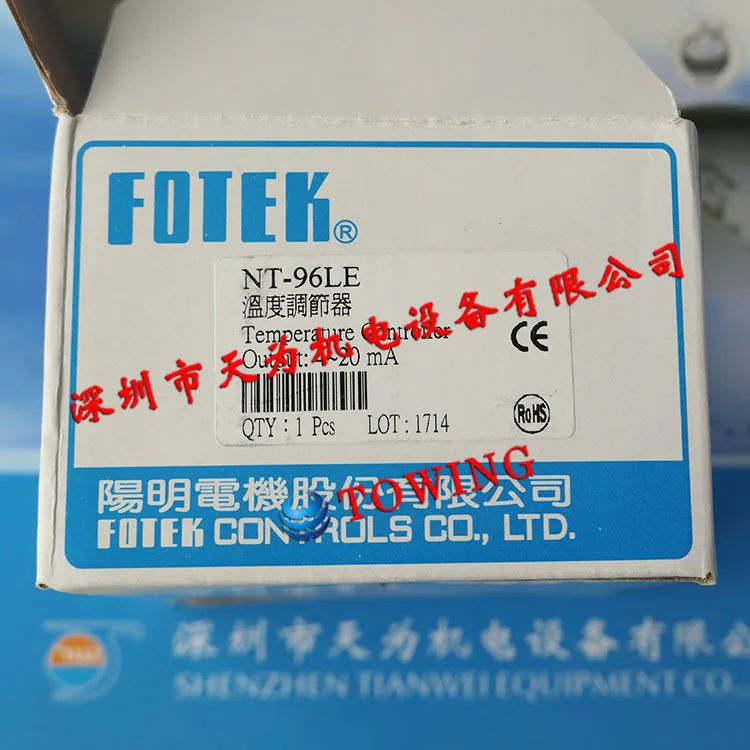 FOTEK®
NT-96LE
溫度調節器
Temperature Controller
Output: 4~20 mA
CE
QTY：1 Pcs LOT：1714
RoHS
深圳市天为机电设备有限公司
TOWING
陽明電機股份有限公司
FOTEK CONTROLS CO., LTD.
深圳市天为机电设备有限公司
SHENZHEN TIANWEI EQUIPMENT CO.,